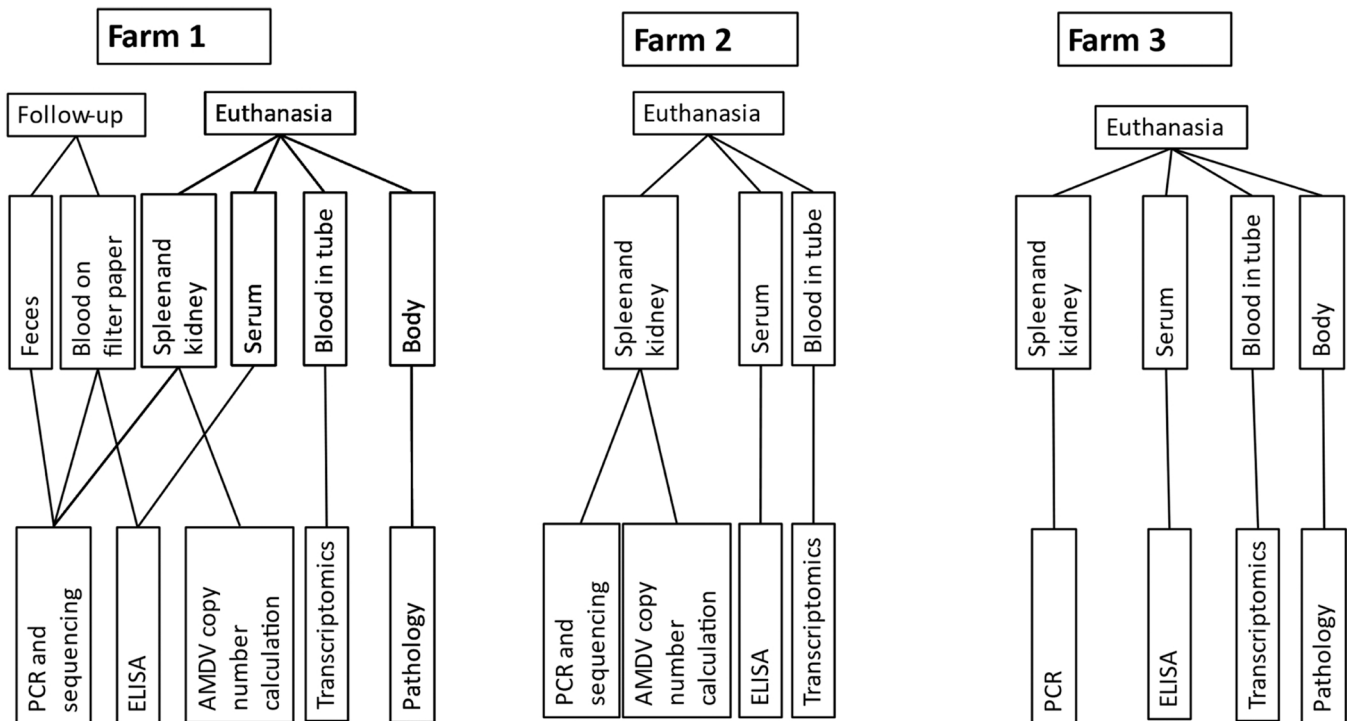 Farm 1
Farm 2
Farm 3
Follow-up
Euthanasia
Euthanasia
Euthanasia
Feces
Blood on
filter paper
Spleenand
kidney
Serum
Blood in tube
Body
Spleenand
kidney
Serum
Blood in tube
Spleenand
kidney
Serum
Blood in tube
Body
PCR and
sequencing
ELISA
AMDV copy
number
calculation
Transcriptomics
Pathology
PCR and
sequencing
AMDV copy
number
calculation
ELISA
Transcriptomics
PCR
ELISA
Transcriptomics
Pathology